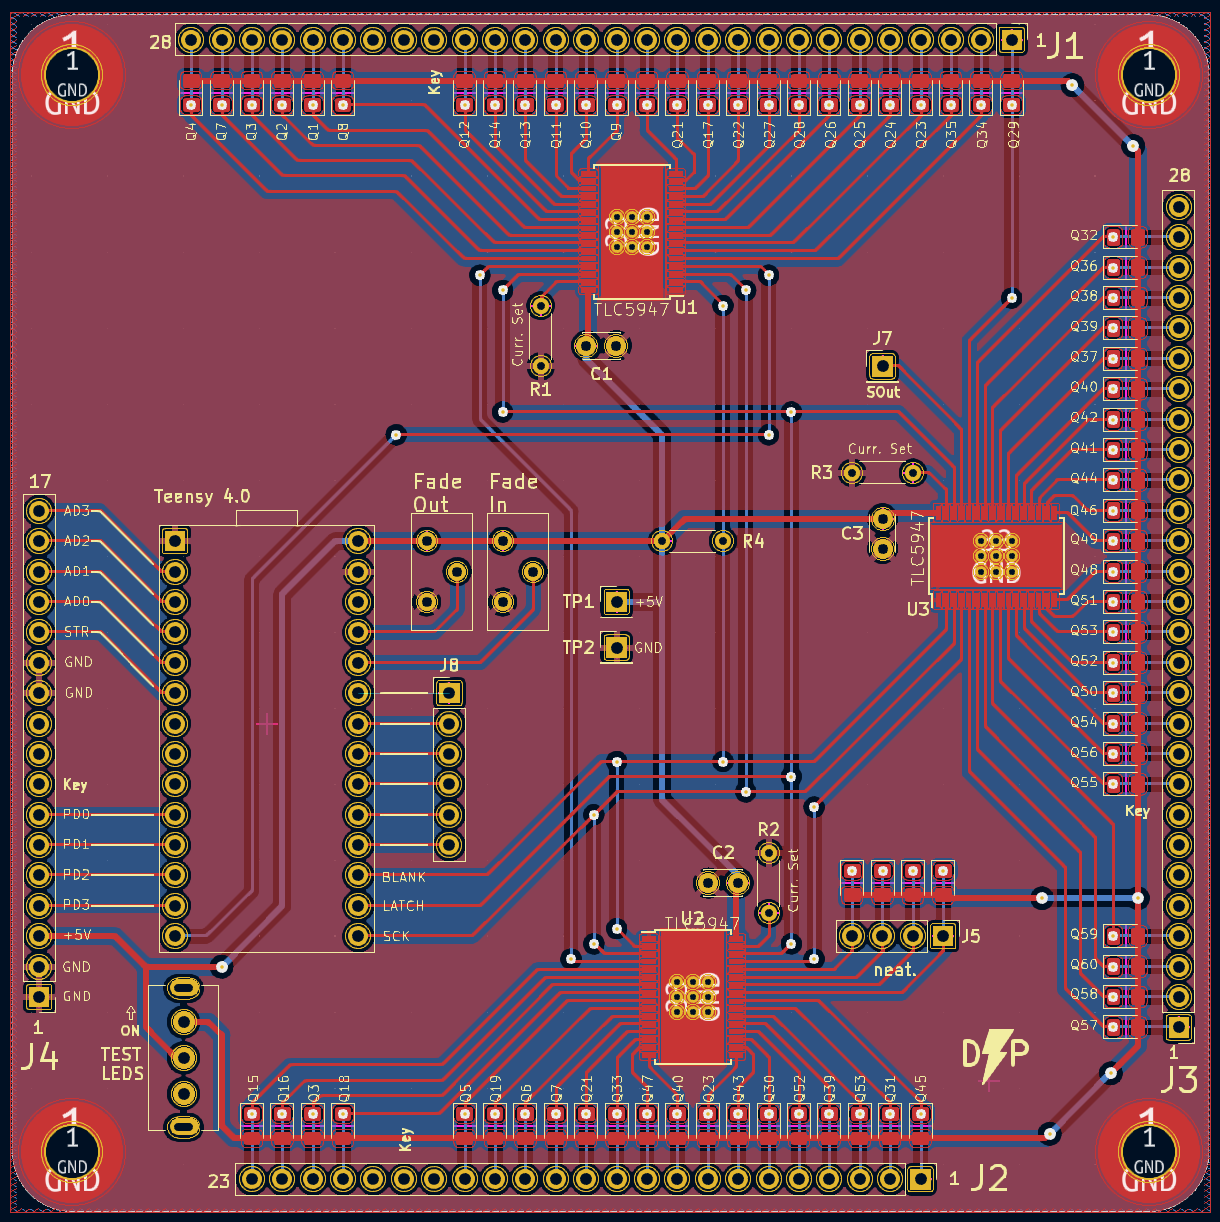 28
1
J1
Key
1
GND
GND
1
GND
GND
Q4
Q7
Q3
Q2
Q1
Q8
Q12
Q14
Q13
Q11
Q10
Q9
Q21
Q17
Q22
Q27
Q28
Q26
Q25
Q24
Q23
Q35
Q34
Q29
28
GND
TLC5947
U1
Curr. Set
C1
R1
J7
SOut
Q32
Q36
Q38
Q39
Q37
Q40
Q42
Q41
Q44
Q46
Q49
Q48
Q51
Q53
Q52
Q50
Q54
Q56
Q55
Key
Curr. Set
R3
C3
TLC5947
GND
U3
17
Teensy 4.0
Fade
Out
Fade
In
AD3
AD2
AD1
AD0
STR
GND
GND
Key
PD0
PD1
PD2
PD3
+5V
GND
GND
1
J4
R4
TP1
+5V
TP2
GND
J8
BLANK
LATCH
SCK
R2
C2
Curr. Set
TLC5947
U2
GND
J5
neat.
Q59
Q60
Q58
Q57
1
J3
ON
TEST
LEDS
D P
Q15
Q16
Q3
Q18
Q5
Q19
Q6
Q7
Q21
Q33
Q47
Q40
Q23
Q43
Q30
Q52
Q39
Q53
Q31
Q45
Key
23
1
J2
1
GND
GND
1
GND
GND